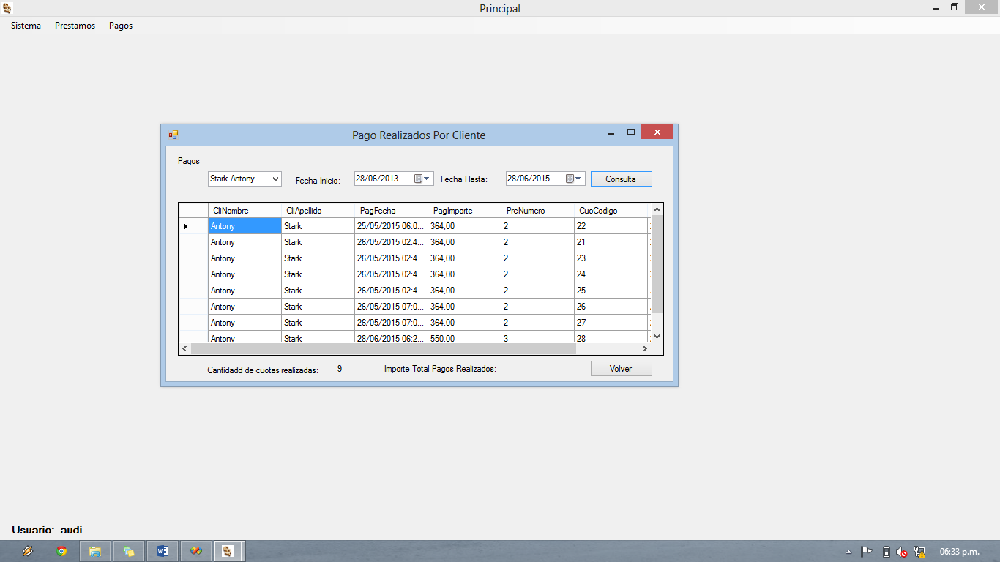 Principal
Sistema Prestamos Pagos
Pago Realizados Por Cliente
Pagos
Stark Antony Fecha Inicio: 28/06/2013 Fecha Hasta: 28/06/2015 Consulta
CliNombre CliApellido PagFecha PagImporte PreNumero CuoCodigo
Antony Stark 25/05/2015 06:0... 364,00 2 22
Antony Stark 26/05/2015 02:4... 364,00 2 21
Antony Stark 26/05/2015 02:4... 364,00 2 23
Antony Stark 26/05/2015 02:4... 364,00 2 24
Antony Stark 26/05/2015 02:4... 364,00 2 25
Antony Stark 26/05/2015 07:0... 364,00 2 26
Antony Stark 26/05/2015 07:0... 364,00 2 27
Antony Stark 28/06/2015 06:2... 550,00 3 28
Cantidadd de cuotas realizadas: 9 Importe Total Pagos Realizados: Volver
Usuario: audi
06:33 p.m.